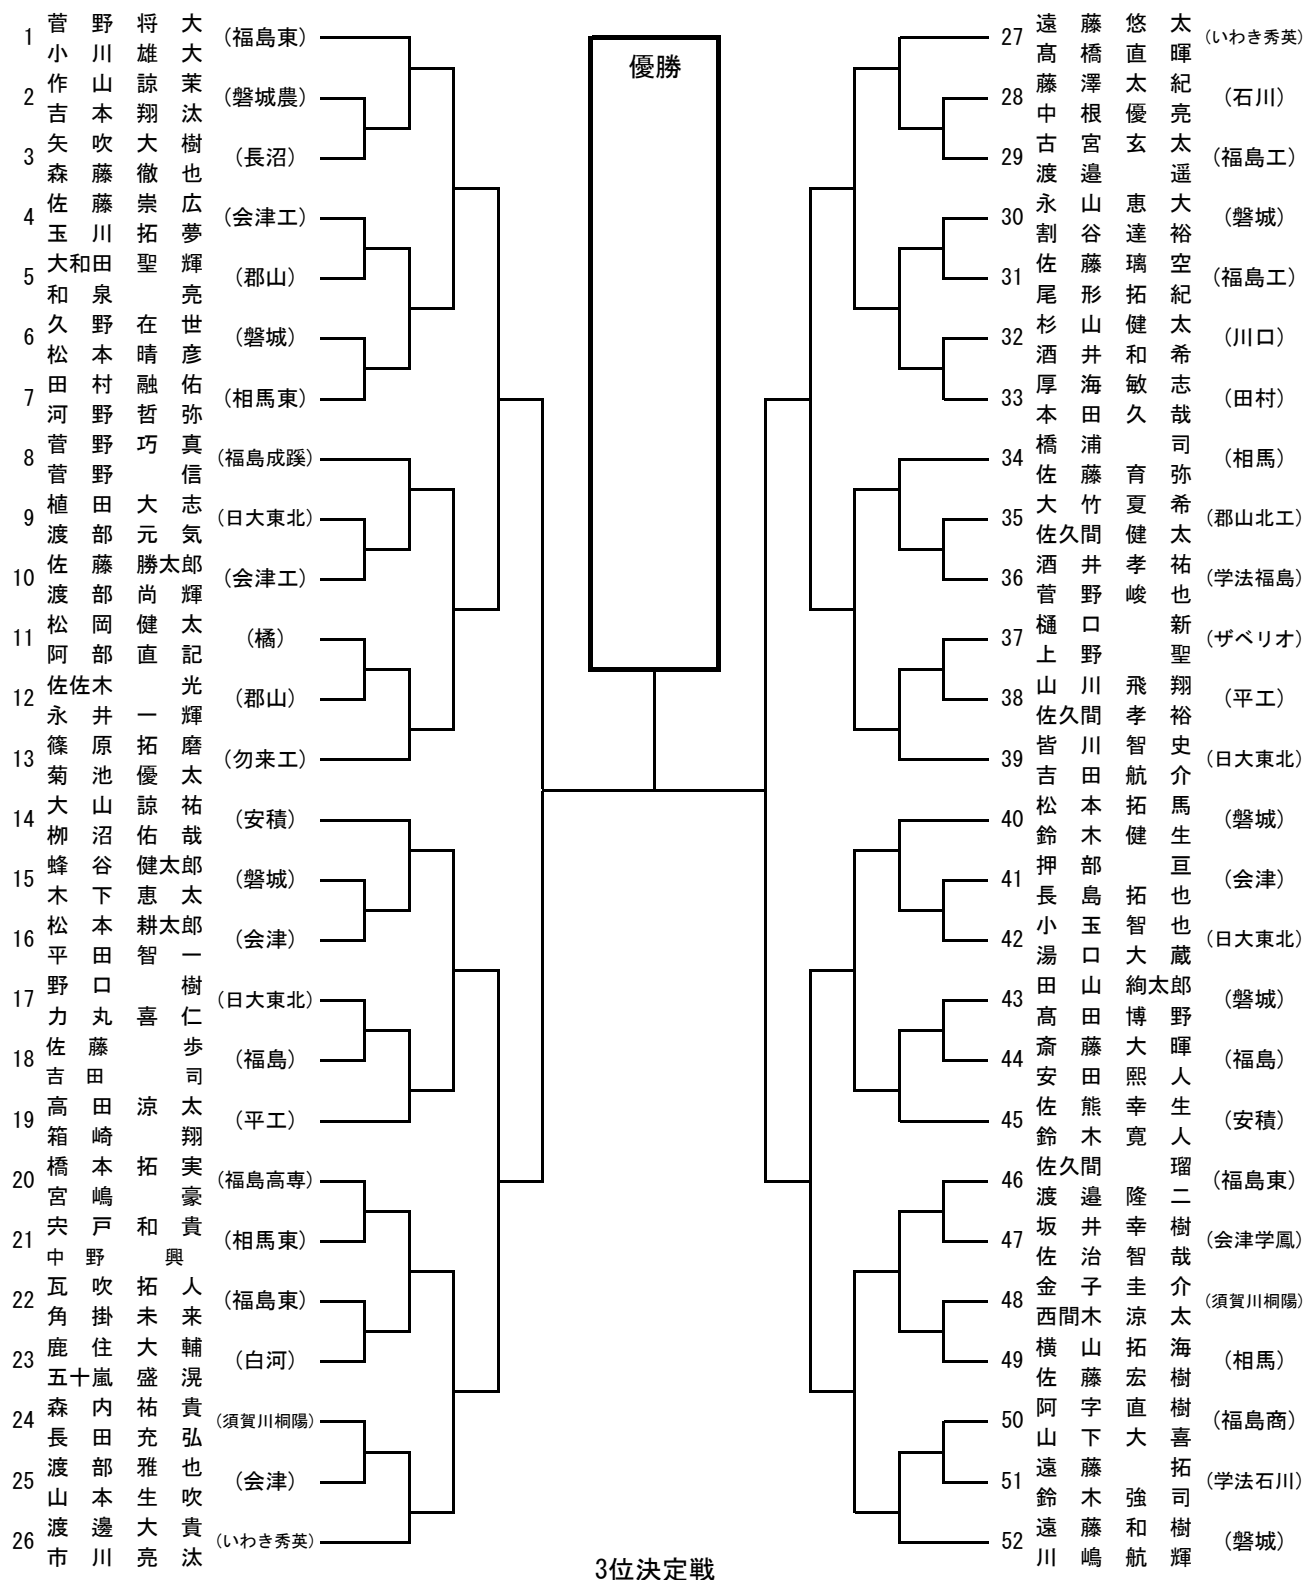 優勝
1 菅野将大 (福島東)
小川雄大
2 作山諒茉 (磐城農)
吉本翔汰
3 矢吹大樹 (長沼)
森藤徹也
4 佐藤崇広 (会津工)
玉川拓夢
5 大和田聖輝 (郡山)
和泉亮
6 久野在世 (磐城)
松本晴彦
7 田村融佑 (相馬東)
河野哲弥
8 菅野巧真 (福島成蹊)
菅野信
9 植田大志 (日大東北)
渡部元気
10 佐藤勝太郎 (会津工)
渡部尚輝
11 松岡健太 (橘)
阿部直記
12 佐佐木光 (郡山)
永井一輝
13 篠原拓磨 (勿来工)
菊池優太
14 大山諒祐 (安積)
栁沼佑哉
15 蜂谷健太郎 (磐城)
木下恵太
16 松本耕太郎 (会津)
平田智一
17 野口樹 (日大東北)
力丸喜仁
18 佐藤歩 (福島)
吉田司
19 高田涼太 (平工)
箱崎翔
20 橋本拓実 (福島高専)
宮嶋豪
21 宍戸和貴 (相馬東)
中野興
22 瓦吹拓人 (福島東)
角掛未来
23 鹿住大輔 (白河)
五十嵐盛滉
24 森内祐貴 (須賀川桐陽)
長田充弘
25 渡部雅也 (会津)
山本生吹
26 渡邊大貴 (いわき秀英)
市川亮汰
27 遠藤悠太 (いわき秀英)
髙橋直暉
28 藤澤太紀 (石川)
中根優亮
29 古宮玄太 (福島工)
渡邉遥
30 永山恵大 (磐城)
割谷達裕
31 佐藤璃空 (福島工)
尾形拓紀
32 杉山健太 (川口)
酒井和希
33 厚海敏志 (田村)
本田久哉
34 橋浦司 (相馬)
佐藤育弥
35 大竹夏希 (郡山北工)
佐久間健太
36 酒井孝祐 (学法福島)
菅野峻也
37 樋口新 (ザベリオ)
上野聖
38 山川飛翔 (平工)
佐久間孝裕
39 皆川智史 (日大東北)
吉田航介
40 松本拓馬 (磐城)
鈴木健生
41 押部亘 (会津)
長島拓也
42 小玉智也 (日大東北)
湯口大蔵
43 田山絢太郎 (磐城)
髙田博野
44 斎藤大暉 (福島)
安田熙人
45 佐熊幸生 (安積)
鈴木寛人
46 佐久間瑠 (福島東)
渡邉隆二
47 坂井幸樹 (会津学鳳)
佐治智哉
48 金子圭介 (須賀川桐陽)
西間木涼太
49 横山拓海 (相馬)
佐藤宏樹
50 阿字直樹 (福島商)
山下大喜
51 遠藤拓 (学法石川)
鈴木強司
52 遠藤和樹 (磐城)
川嶋航輝
3位決定戦